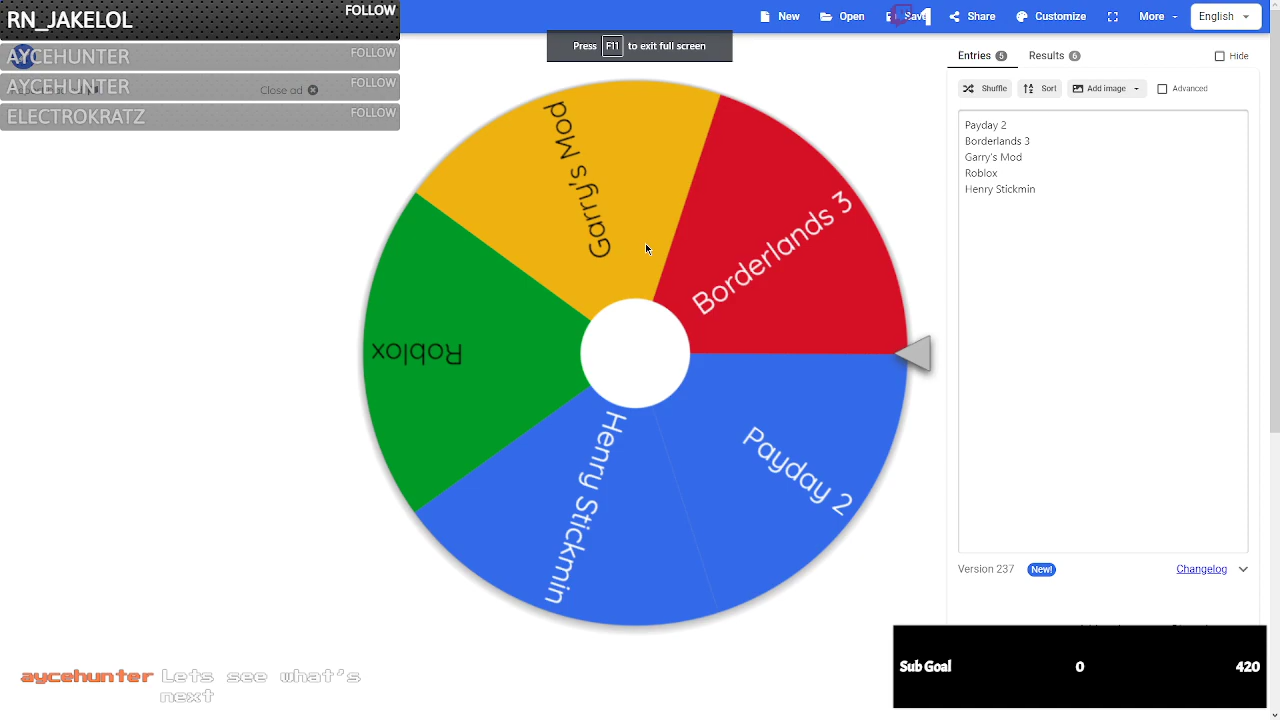 RN_JAKELOL FOLLOW
AYCEHUNTER FOLLOW
AYCEHUNTER FOLLOW
Close ad
ELECTROKRATZ FOLLOW
New Open Save Share Customize More English
Press F11 to exit full screen
Entries 5 Results 6 Hide
Shuffle Sort Add image Advanced
Payday 2
Borderlands 3
Garry's Mod
Roblox
Henry Stickmin
Garry's Mod
Borderlands 3
Roblox
Henry Stickmin
Payday 2
Version 237 New! Changelog
Sub Goal 0 420
aycehunter Lets see what's
next